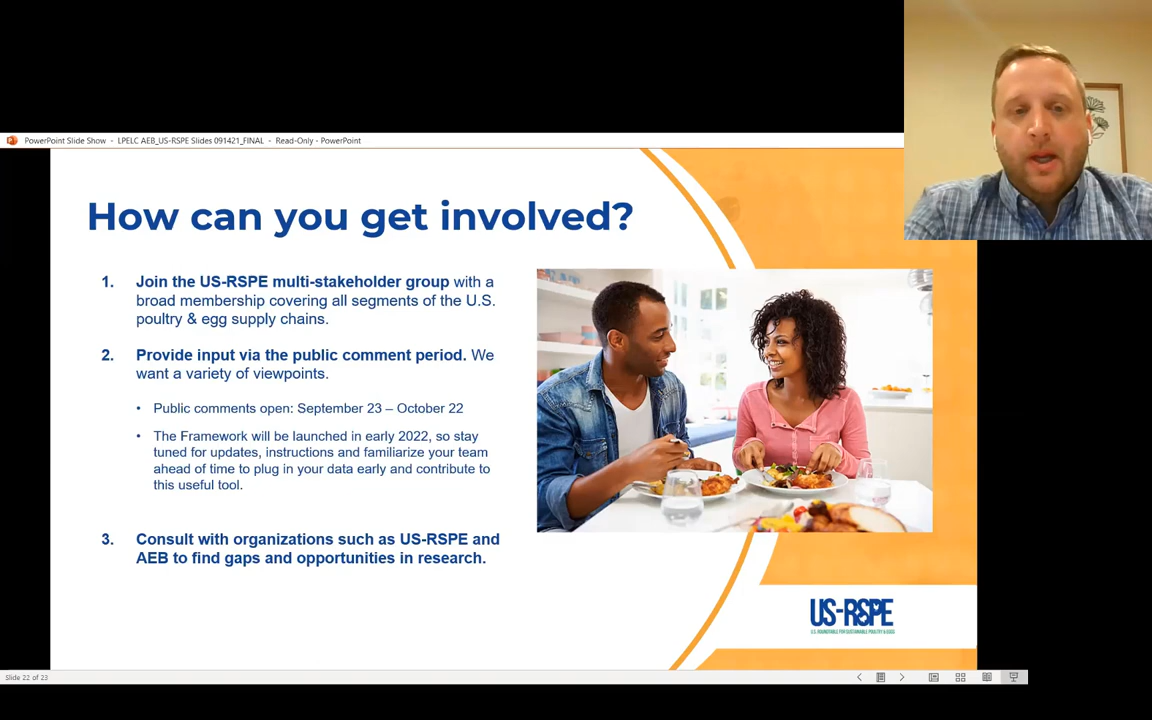 PowerPoint Slide Show - LPELC AEB_US-RSPE Slides 091421_FINAL - Read-Only - PowerPoint
How can you get involved?
1. Join the US-RSPE multi-stakeholder group with a
broad membership covering all segments of the U.S.
poultry & egg supply chains.
2. Provide input via the public comment period. We
want a variety of viewpoints.
• Public comments open: September 23 – October 22
• The Framework will be launched in early 2022, so stay
tuned for updates, instructions and familiarize your team
ahead of time to plug in your data early and contribute to
this useful tool.
3. Consult with organizations such as US-RSPE and
AEB to find gaps and opportunities in research.
US-RSPE
U.S. ROUNDTABLE FOR SUSTAINABLE POULTRY & EGGS
Slide 22 of 23